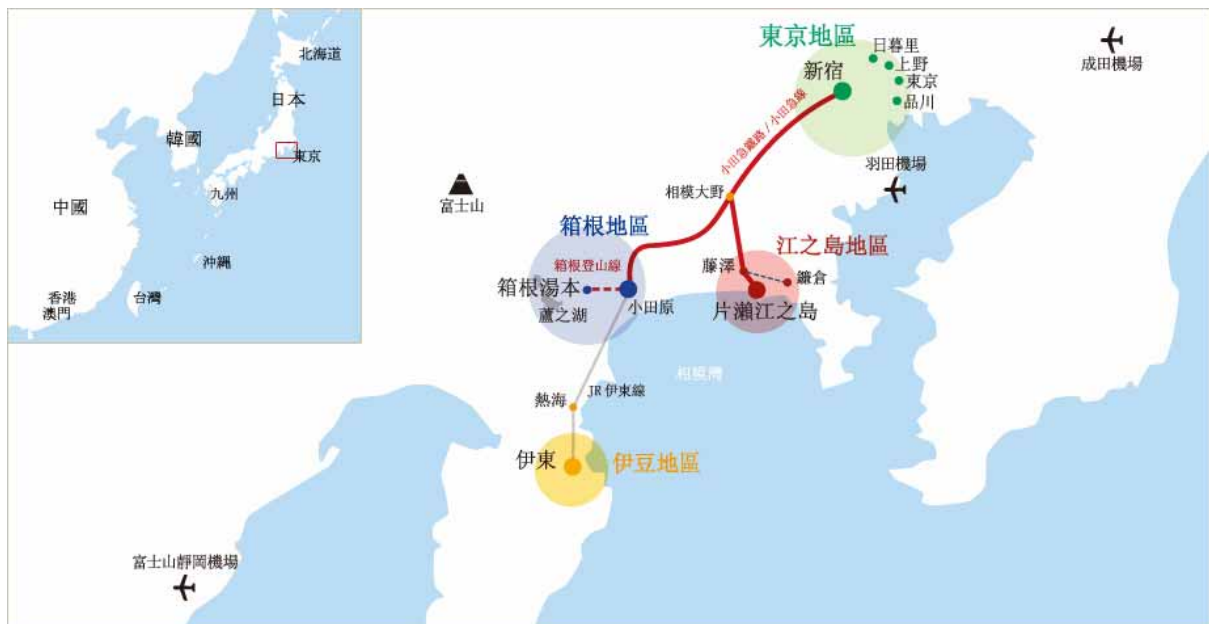 北海道
日本
韓國
東京
九州
中國
沖縄
香港
澳門
台灣
東京地區
日暮里
上野
東京
品川
新宿
成田機場
小田急鐵路 / 小田急線
羽田機場
相模大野
富士山
箱根地區
江之島地區
箱根登山線
藤澤
鎌倉
箱根湯本
蘆之湖
小田原
片瀨江之島
相模灣
JR 伊東線
熱海
伊東
伊豆地區
富士山靜岡機場